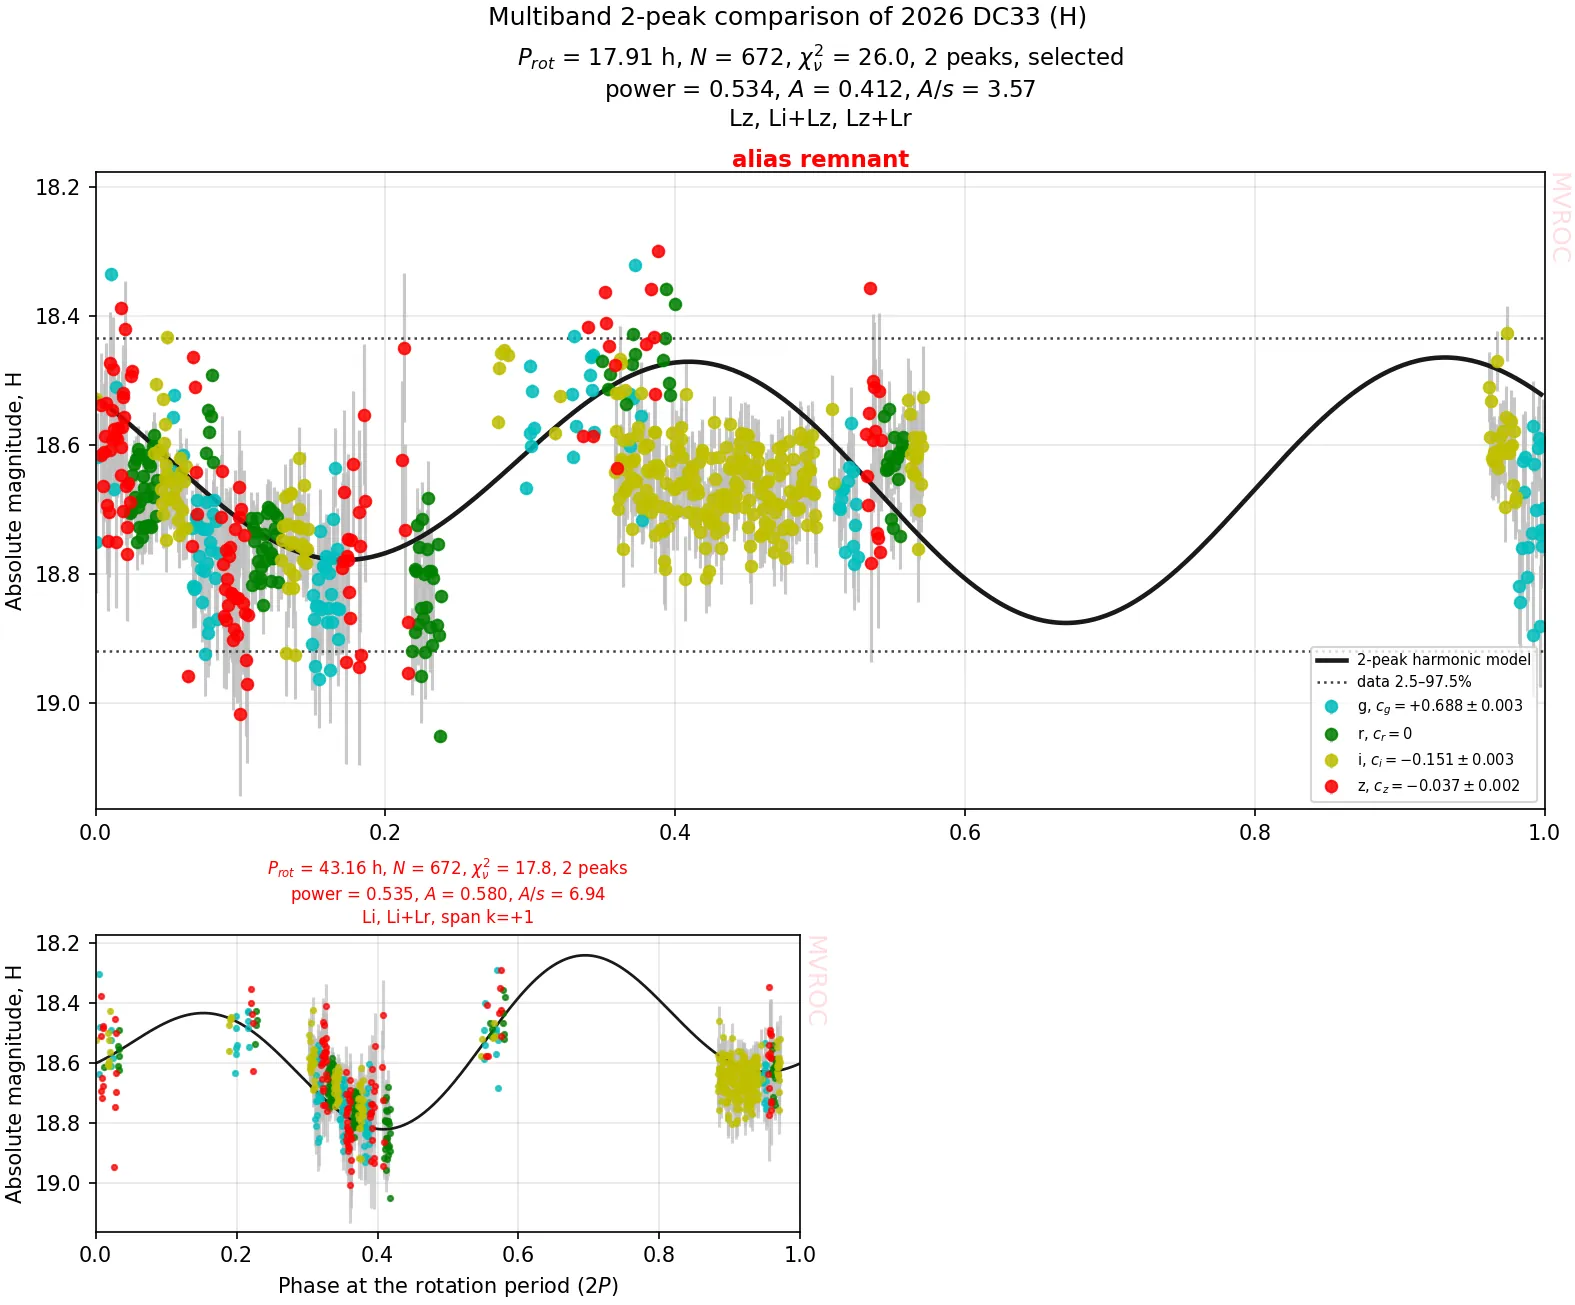 Multiband 2-peak comparison of 2026 DC33 (H)
P_rot = 17.91 h, N = 672, χ²_ν = 26.0, 2 peaks, selected
power = 0.534, A = 0.412, A/s = 3.57
Lz, Li+Lz, Lz+Lr
alias remnant
MVROC
Absolute magnitude, H
18.2
18.4
18.6
18.8
19.0
2-peak harmonic model
data 2.5–97.5%
g, c_g = +0.688 ± 0.003
r, c_r = 0
i, c_i = −0.151 ± 0.003
z, c_z = −0.037 ± 0.002
0.0 0.2 0.4 0.6 0.8 1.0
P_rot = 43.16 h, N = 672, χ²_ν = 17.8, 2 peaks
power = 0.535, A = 0.580, A/s = 6.94
Li, Li+Lr, span k=+1
MVROC
Absolute magnitude, H
18.2
18.4
18.6
18.8
19.0
0.0 0.2 0.4 0.6 0.8 1.0
Phase at the rotation period (2P)